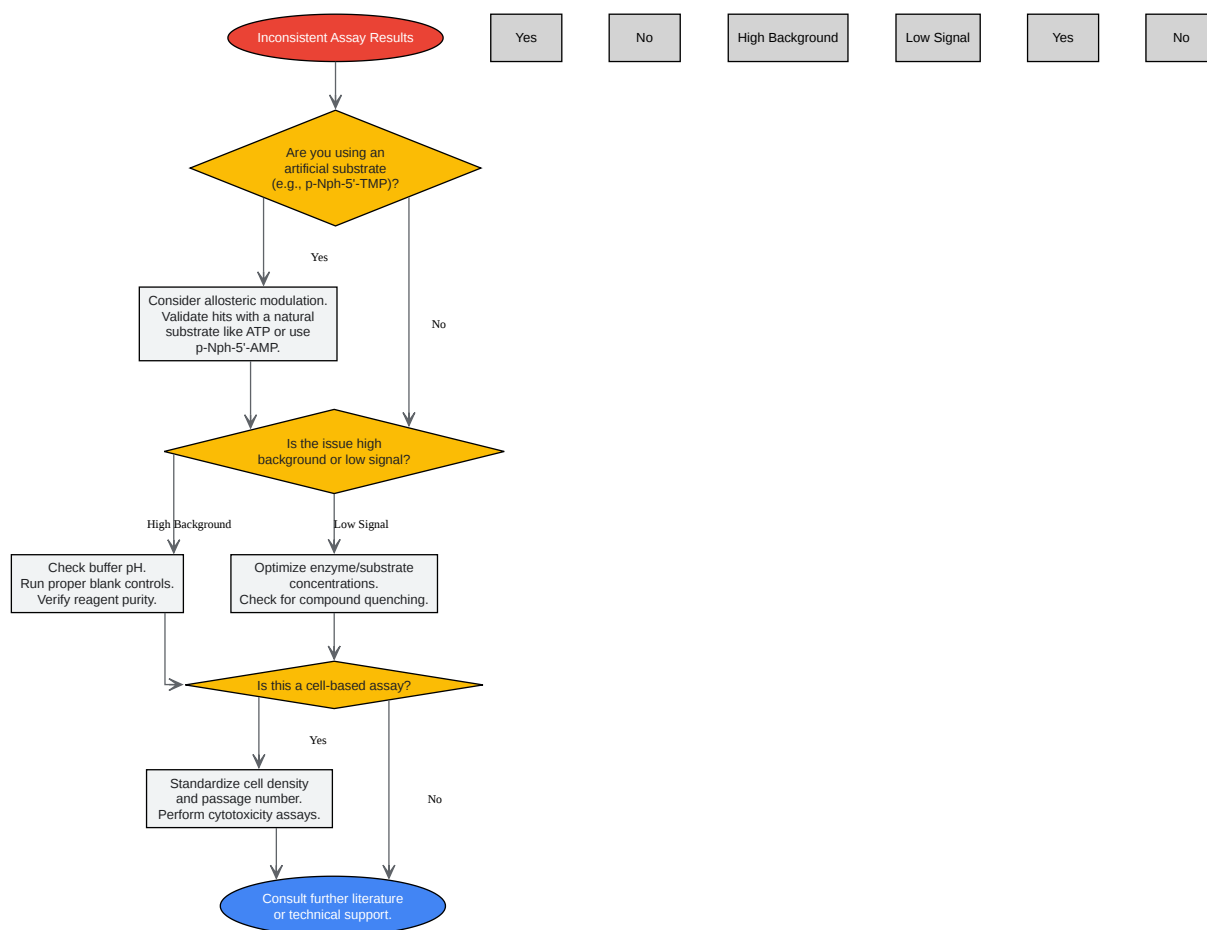 Inconsistent Assay Results
Yes
No
High Background
Low Signal
Yes
No
Are you using an
artificial substrate
(e.g., p-Nph-5'-TMP)?
Yes
Consider allosteric modulation.
Validate hits with a natural
substrate like ATP or use
p-Nph-5'-AMP.
No
Is the issue high
background or low signal?
High Background
Low Signal
Check buffer pH.
Run proper blank controls.
Verify reagent purity.
Optimize enzyme/substrate
concentrations.
Check for compound quenching.
Is this a cell-based assay?
Yes
Standardize cell density
and passage number.
Perform cytotoxicity assays.
No
Consult further literature
or technical support.